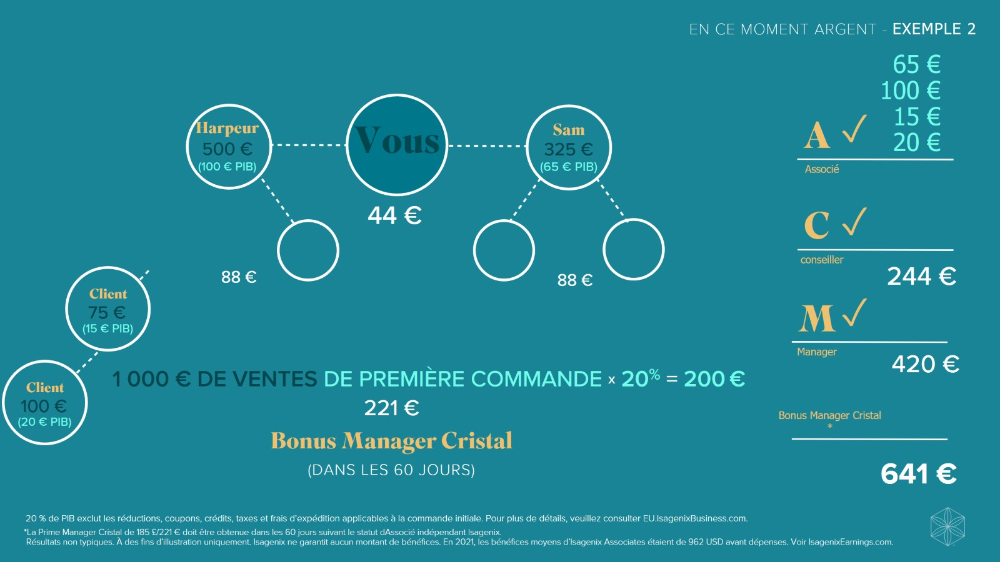 EN CE MOMENT ARGENT - EXEMPLE 2
65 €
100 €
15 €
20 €
A ✓
Associé
Harpeur
500 €
(100 € PIB)
Vous
44 €
Sam
325 €
(65 € PIB)
C ✓
conseiller
244 €
88 €
88 €
Client
75 €
(15 € PIB)
M ✓
Manager
420 €
Client
100 €
(20 € PIB)
1 000 € DE VENTES DE PREMIÈRE COMMANDE x 20% = 200 €
221 €
Bonus Manager Cristal
(DANS LES 60 JOURS)
Bonus Manager Cristal
*
641 €
20 % de PIB exclut les réductions, coupons, crédits, taxes et frais d'expédition applicables à la commande initiale. Pour plus de détails, veuillez consulter EU.IsagenixBusiness.com.
*La Prime Manager Cristal de 185 £/221 € doit être obtenue dans les 60 jours suivant le statut dAssocié indépendant Isagenix.
Résultats non typiques. À des fins d'illustration uniquement. Isagenix ne garantit aucun montant de bénéfices. En 2021, les bénéfices moyens d'Isagenix Associates étaient de 962 USD avant dépenses. Voir IsagenixEarnings.com.